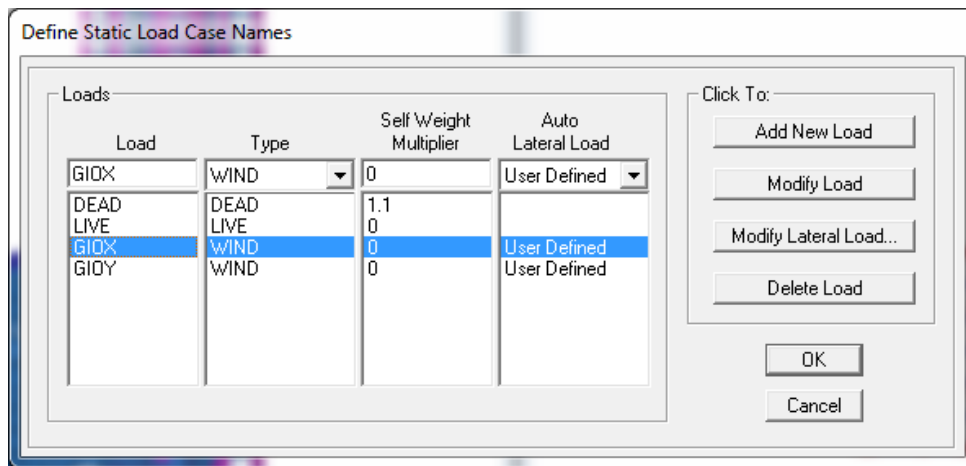 Define Static Load Case Names
Loads
Click To:
Load Type Self Weight Multiplier Auto Lateral Load
GIOX WIND 0 User Defined
DEAD DEAD 1.1
LIVE LIVE 0
GIOX WIND 0 User Defined
GIOY WIND 0 User Defined
Add New Load
Modify Load
Modify Lateral Load...
Delete Load
OK
Cancel